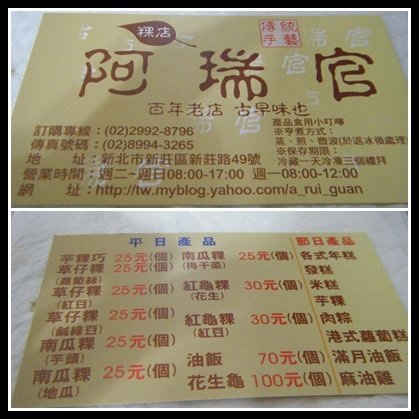 粿店
傳統
手藝
阿瑞官
百年老店 古早味也
訂購專線：(02)2992-8796
傳真號碼：(02)8994-3265
地 址：新北市新莊區新莊路49號
營業時間：週二~週日08:00-17:00 週一08:00-12:00
網 址：http://tw.myblog.yahoo.com/a_rui_guan
產品食用小叮嚀
※亨煮方式：
蒸、煎、微波(於退冰後處理
※保存期限：
冷藏一天冷凍三個禮拜
平日產品
芋粿巧 25元(個)
草仔粿 25元(個)
(蘿蔔絲)
草仔粿 25元(個)
(紅豆)
草仔粿 25元(個)
(鹹綠豆)
南瓜粿 25元(個)
(芋頭)
南瓜粿 25元(個)
(地瓜)
南瓜粿 25元(個)
(梅干菜)
紅龜粿 30元(個)
(花生)
紅龜粿 30元(個)
(紅豆)
油飯 70元(個)
花生龜 100元(個)
節日產品
各式年糕
發糕
米糕
芋粿
肉粽
港式蘿蔔糕
滿月油飯
麻油雞